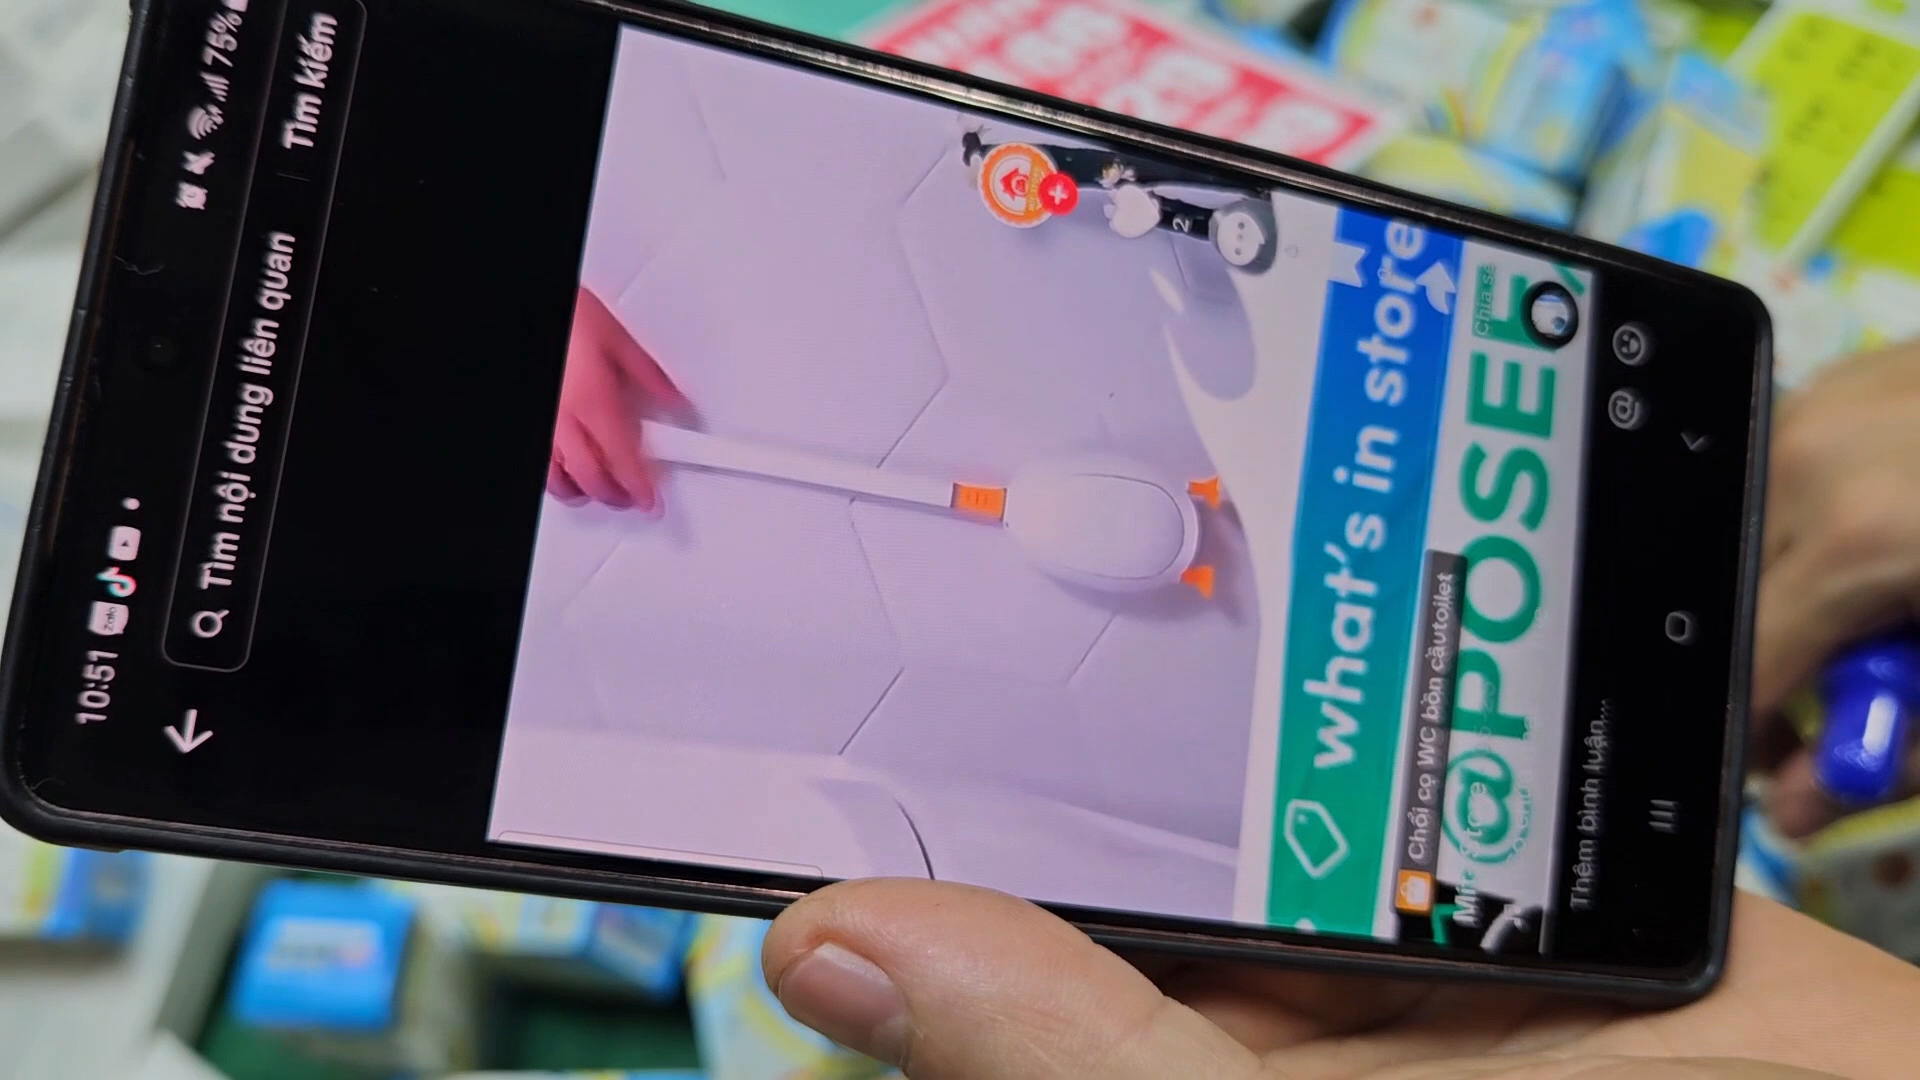 10:51
75%
Tìm nội dung liên quan
Tìm kiếm
2
what's in store
Chia sẻ
Chổi cọ WC bồn cầutoilet
@POSE
Thêm bình luận...